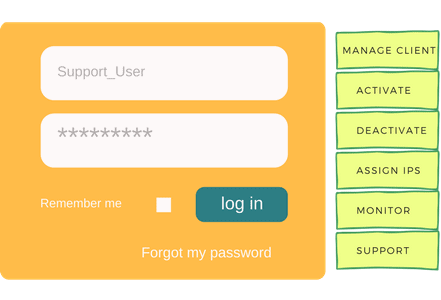 Support_User
*********
Remember me
log in
Forgot my password
MANAGE CLIENT
ACTIVATE
DEACTIVATE
ASSIGN IPS
MONITOR
SUPPORT